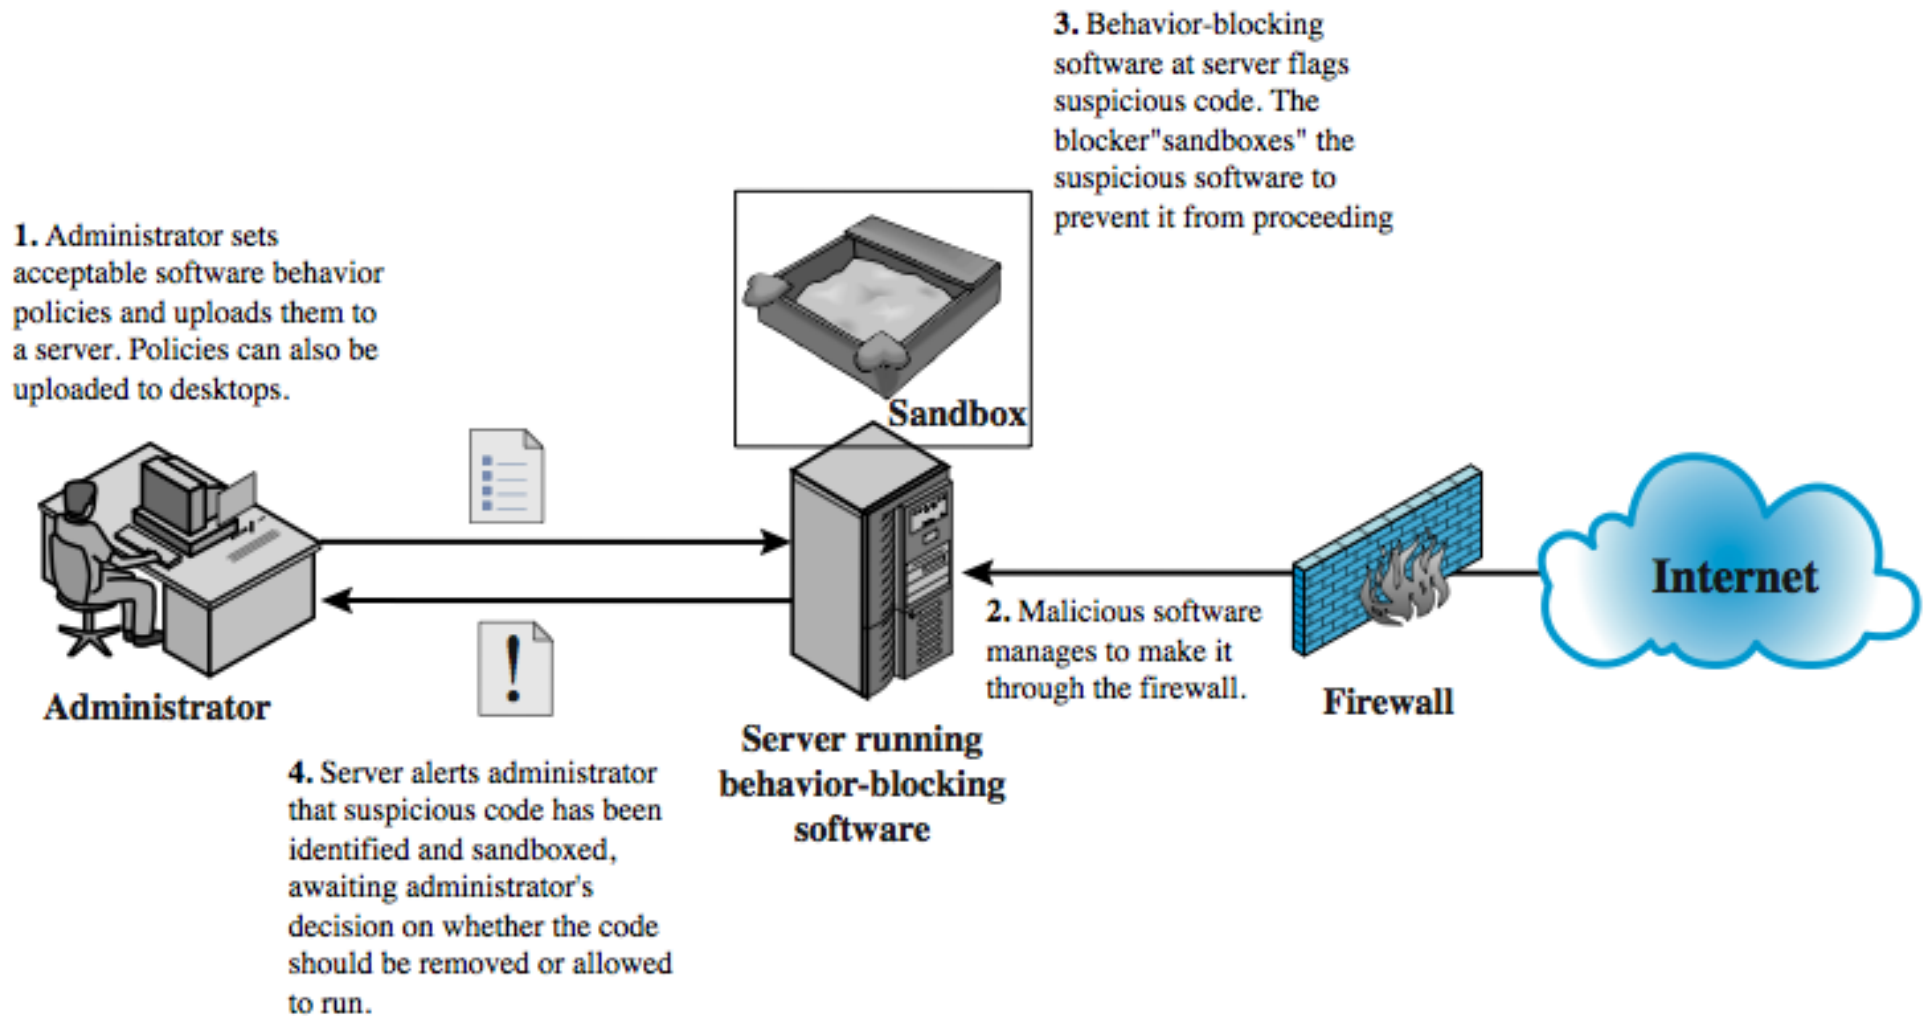 3. Behavior-blocking
software at server flags
suspicious code. The
blocker"sandboxes" the
suspicious software to
prevent it from proceeding
1. Administrator sets
acceptable software behavior
policies and uploads them to
a server. Policies can also be
uploaded to desktops.
Sandbox
Internet
2. Malicious software
manages to make it
through the firewall.
Firewall
Administrator
Server running
behavior-blocking
software
4. Server alerts administrator
that suspicious code has been
identified and sandboxed,
awaiting administrator's
decision on whether the code
should be removed or allowed
to run.
!